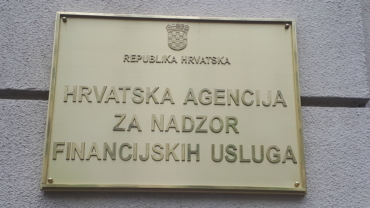 REPUBLIKA HRVATSKA
HRVATSKA AGENCIJA
ZA NADZOR
FINANCIJSKIH USLUGA